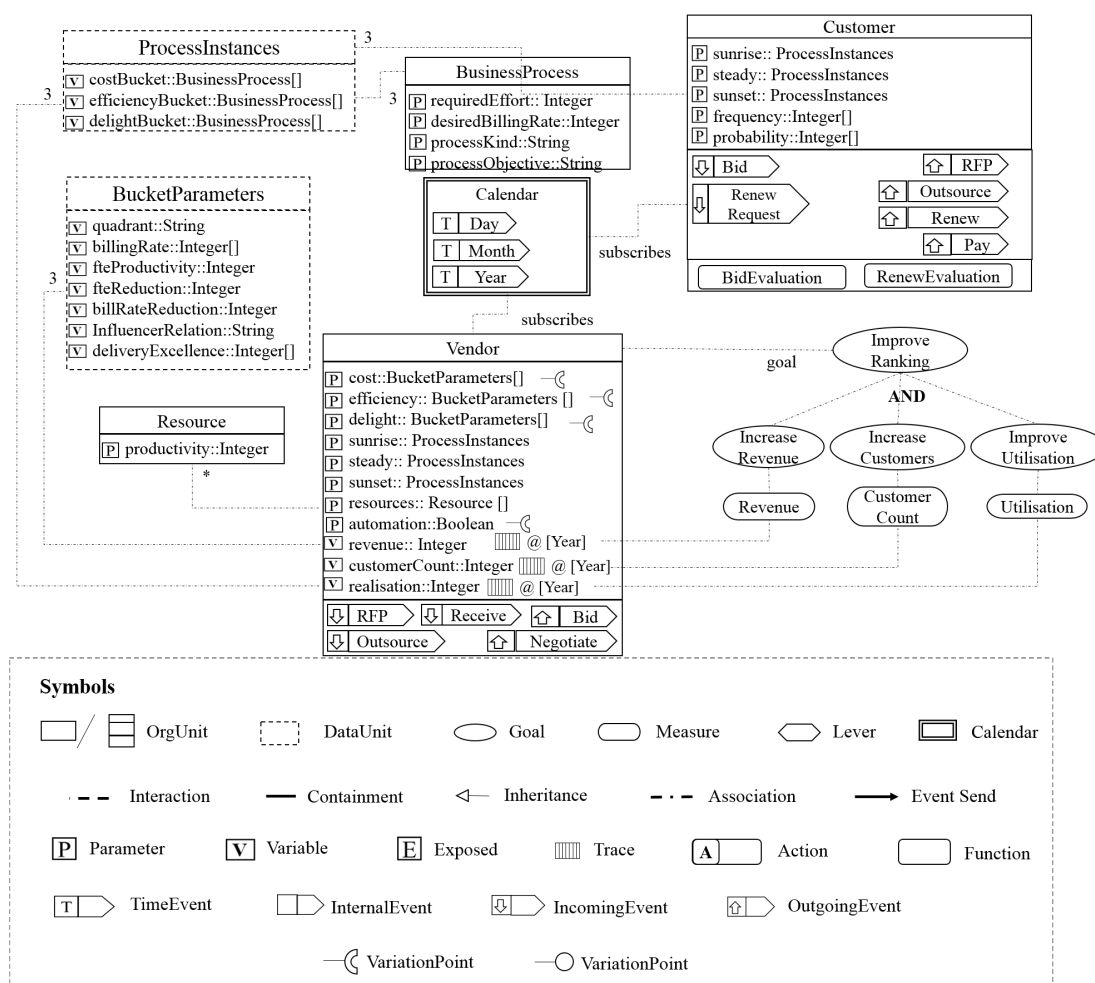 ProcessInstances
V costBucket::BusinessProcess[]
V efficiencyBucket::BusinessProcess[]
V delightBucket::BusinessProcess[]
3
3
3
BusinessProcess
P requiredEffort:: Integer
P desiredBillingRate::Integer
P processKind::String
P processObjective::String
Customer
P sunrise:: ProcessInstances
P steady:: ProcessInstances
P sunset:: ProcessInstances
P frequency::Integer[]
P probability::Integer[]
Bid
Renew
Request
RFP
Outsource
Renew
Pay
BidEvaluation
RenewEvaluation
BucketParameters
V quadrant::String
V billingRate::Integer[]
V fteProductivity::Integer
V fteReduction::Integer
V billRateReduction::Integer
V InfluencerRelation::String
V deliveryExcellence::Integer[]
3
Calendar
T Day
T Month
T Year
subscribes
subscribes
Resource
P productivity::Integer
*
Vendor
P cost::BucketParameters[]
P efficiency:: BucketParameters []
P delight:: BucketParameters[]
P sunrise:: ProcessInstances
P steady:: ProcessInstances
P sunset:: ProcessInstances
P resources:: Resource []
P automation::Boolean
V revenue:: Integer @ [Year]
V customerCount::Integer @ [Year]
V realisation::Integer @ [Year]
RFP
Receive
Bid
Outsource
Negotiate
goal
Improve
Ranking
AND
Increase
Revenue
Increase
Customers
Improve
Utilisation
Revenue
Customer
Count
Utilisation
Symbols
OrgUnit
DataUnit
Goal
Measure
Lever
Calendar
Interaction
Containment
Inheritance
Association
Event Send
P Parameter
V Variable
E Exposed
Trace
A Action
Function
T TimeEvent
InternalEvent
IncomingEvent
OutgoingEvent
VariationPoint
VariationPoint